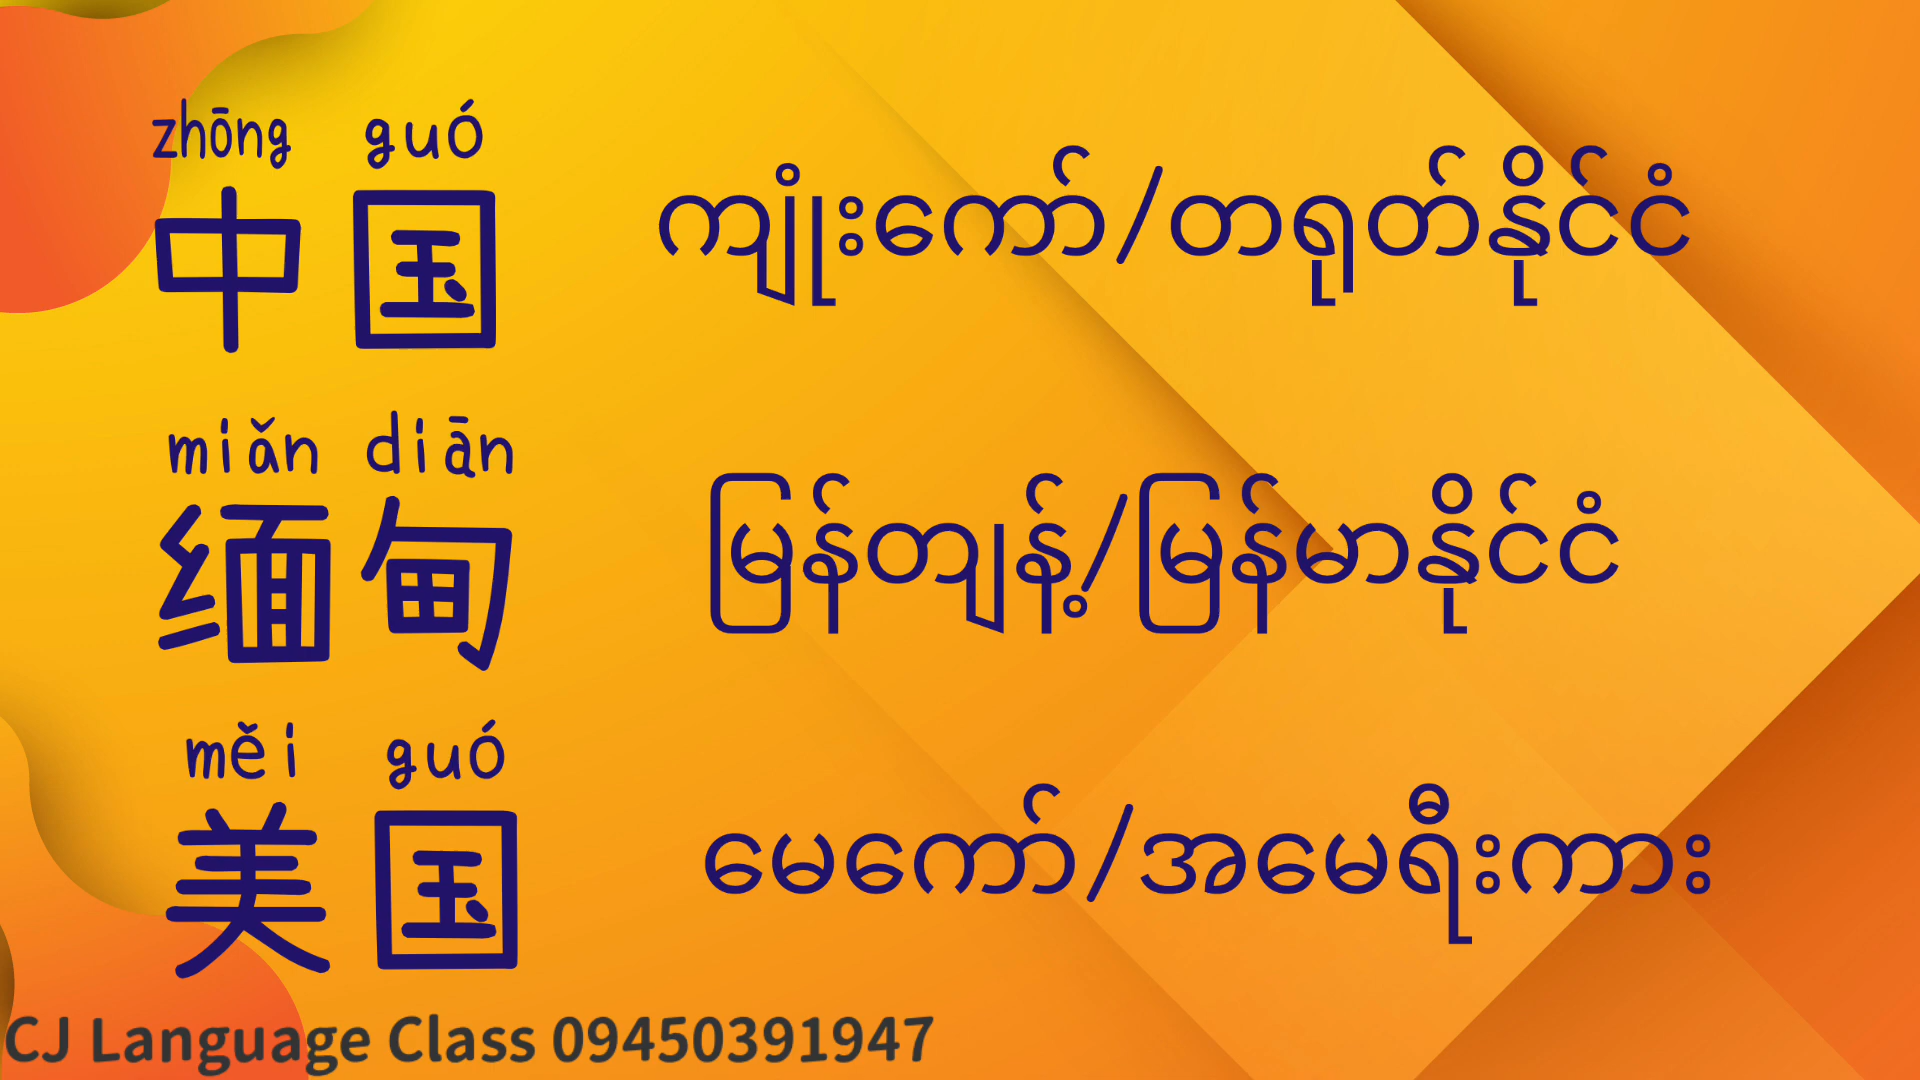 zhōng guó
中国
ကျုံးကော်/တရုတ်နိုင်ငံ
miǎn diān
缅甸
မြန်တျန့်/မြန်မာနိုင်ငံ
měi guó
美国
မေကော်/အမေရီးကား
CJ Language Class 09450391947